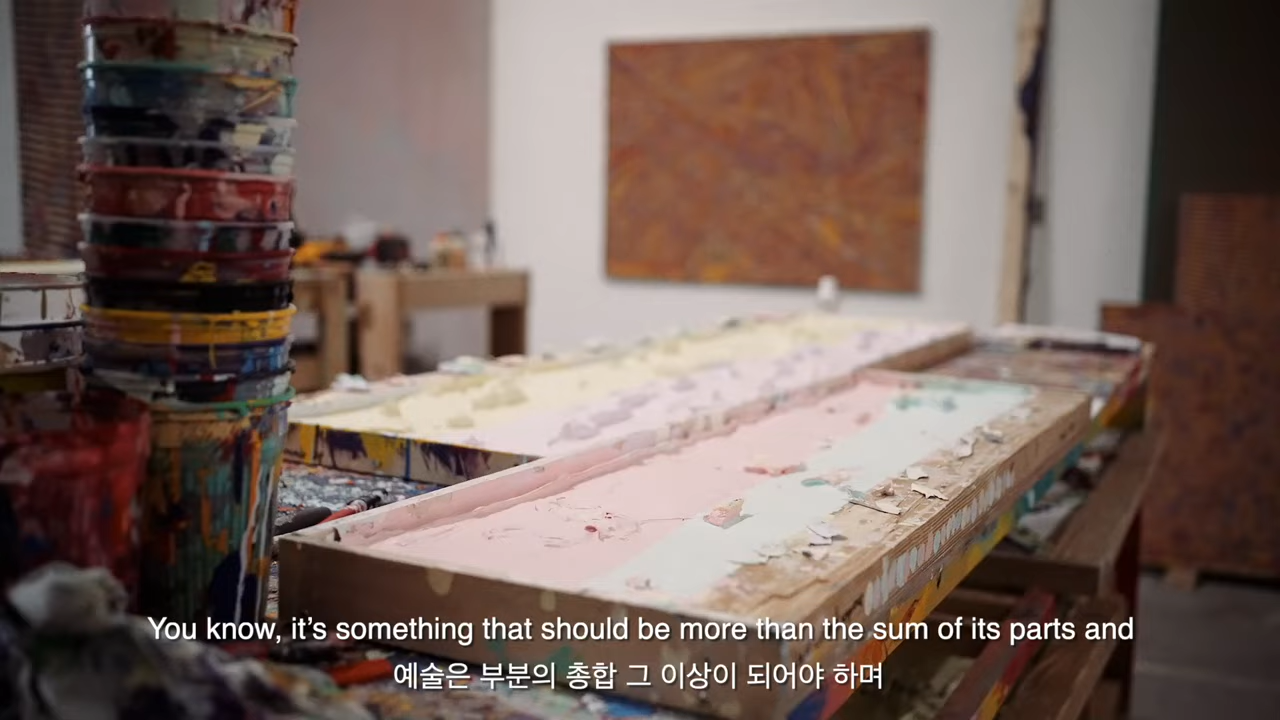 You know, it’s something that should be more than the sum of its parts and
예술은 부분의 총합 그 이상이 되어야 하며